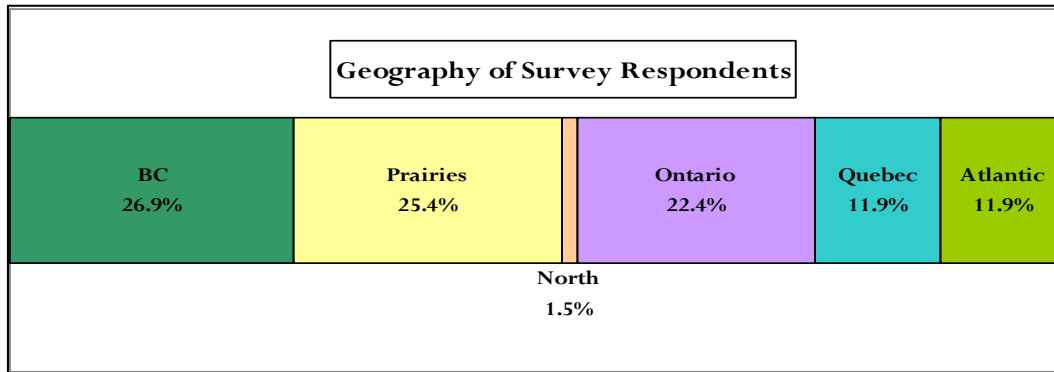 Geography of Survey Respondents
BC
26.9%
Prairies
25.4%
North
1.5%
Ontario
22.4%
Quebec
11.9%
Atlantic
11.9%